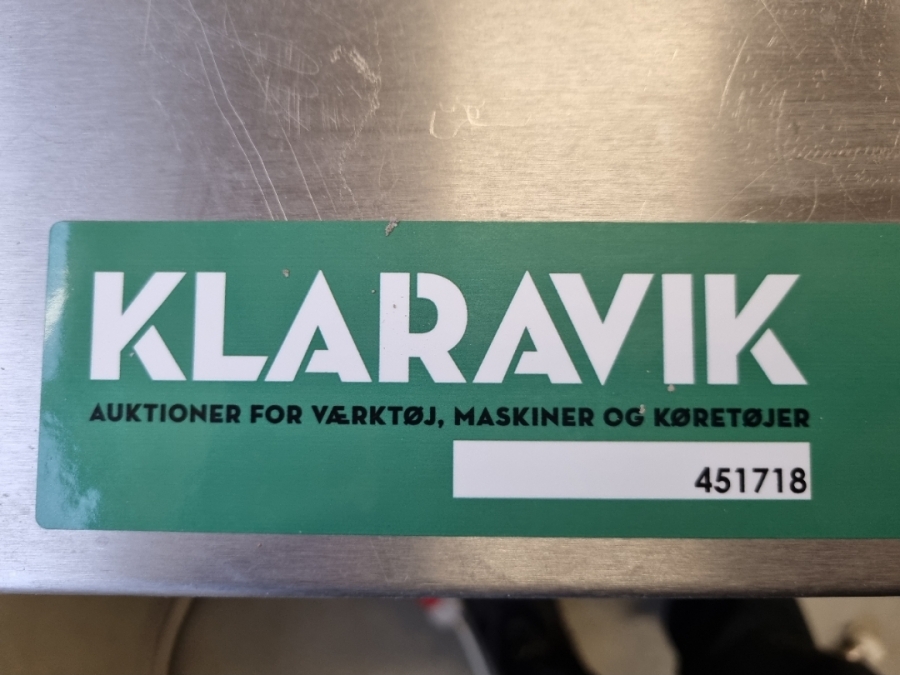 KLARAVIK
AUKTIONER FOR VÆRKTØJ, MASKINER OG KØRETØJER
451718